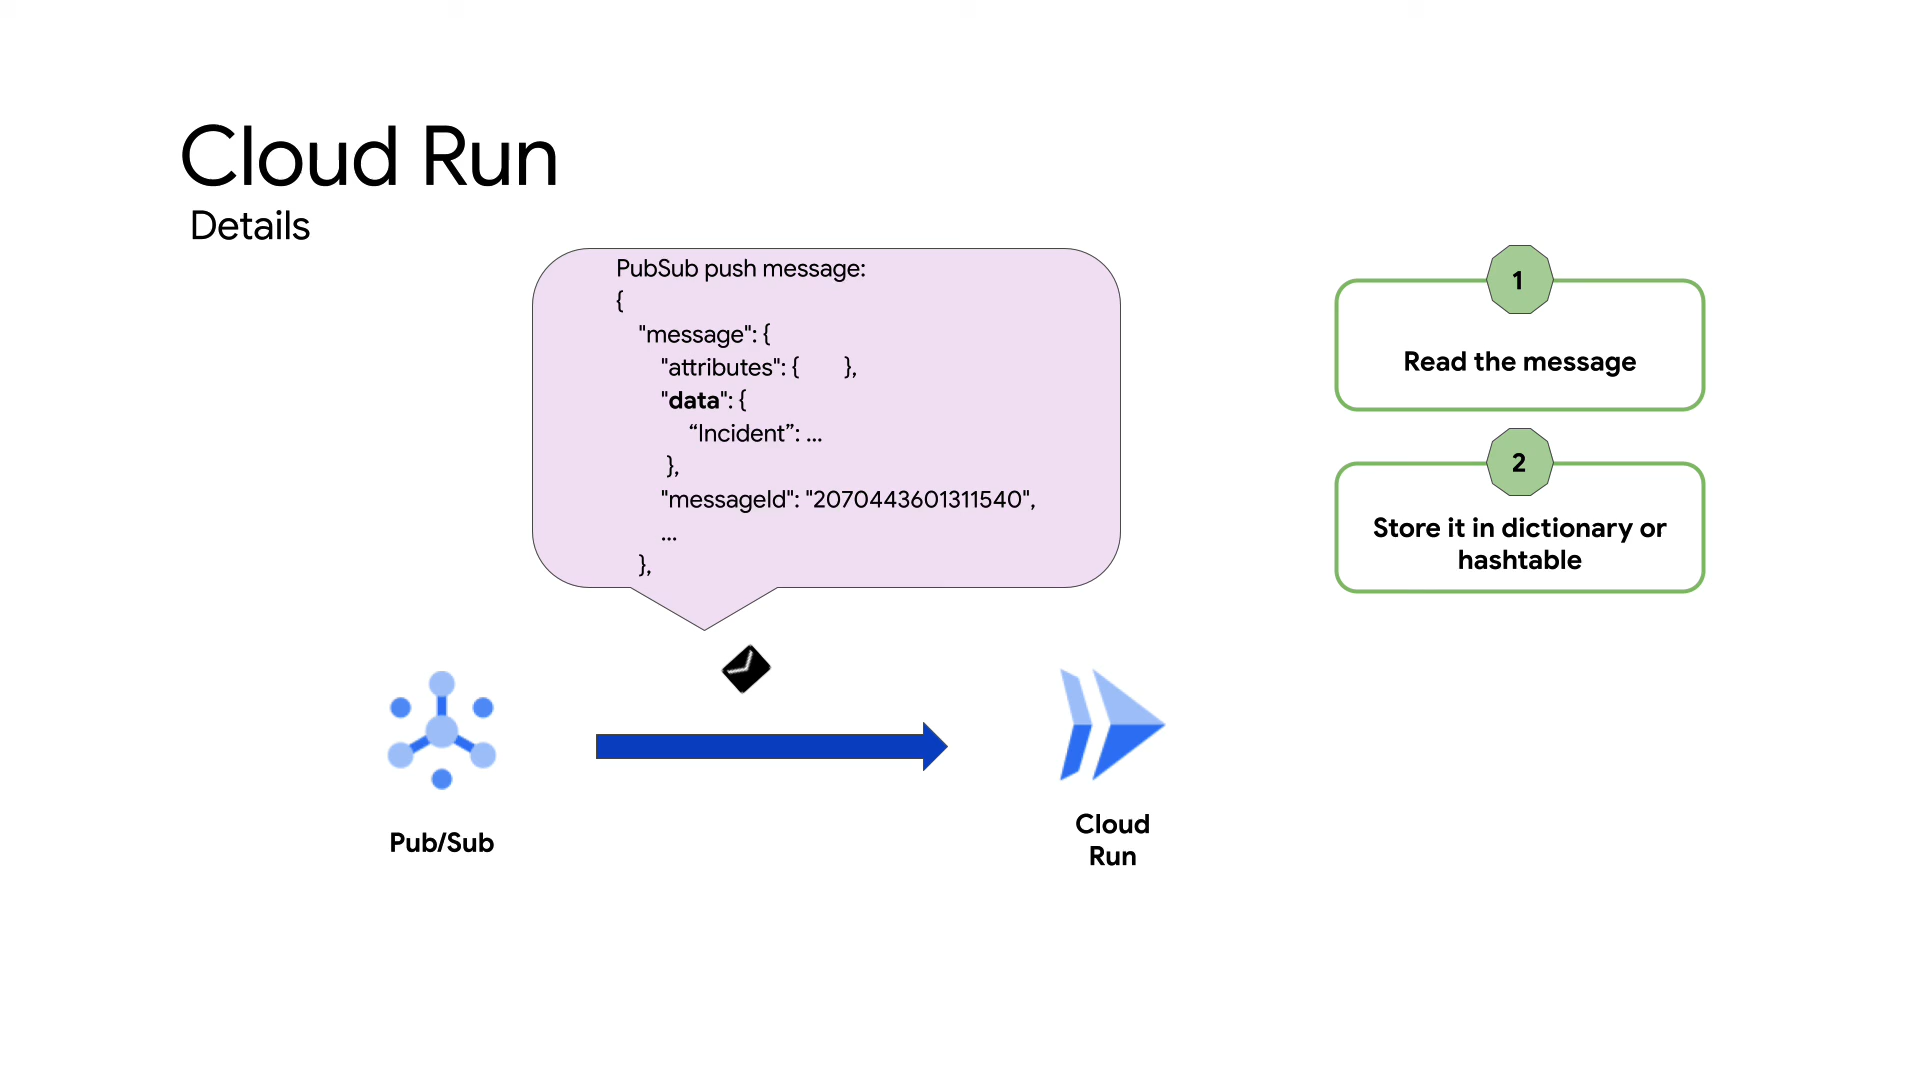 Cloud Run
Details
PubSub push message:
{
"message": {
"attributes": { },
"data": {
“Incident”: ...
},
"messageId": "2070443601311540",
...
},
1
Read the message
2
Store it in dictionary or
hashtable
Pub/Sub
Cloud
Run